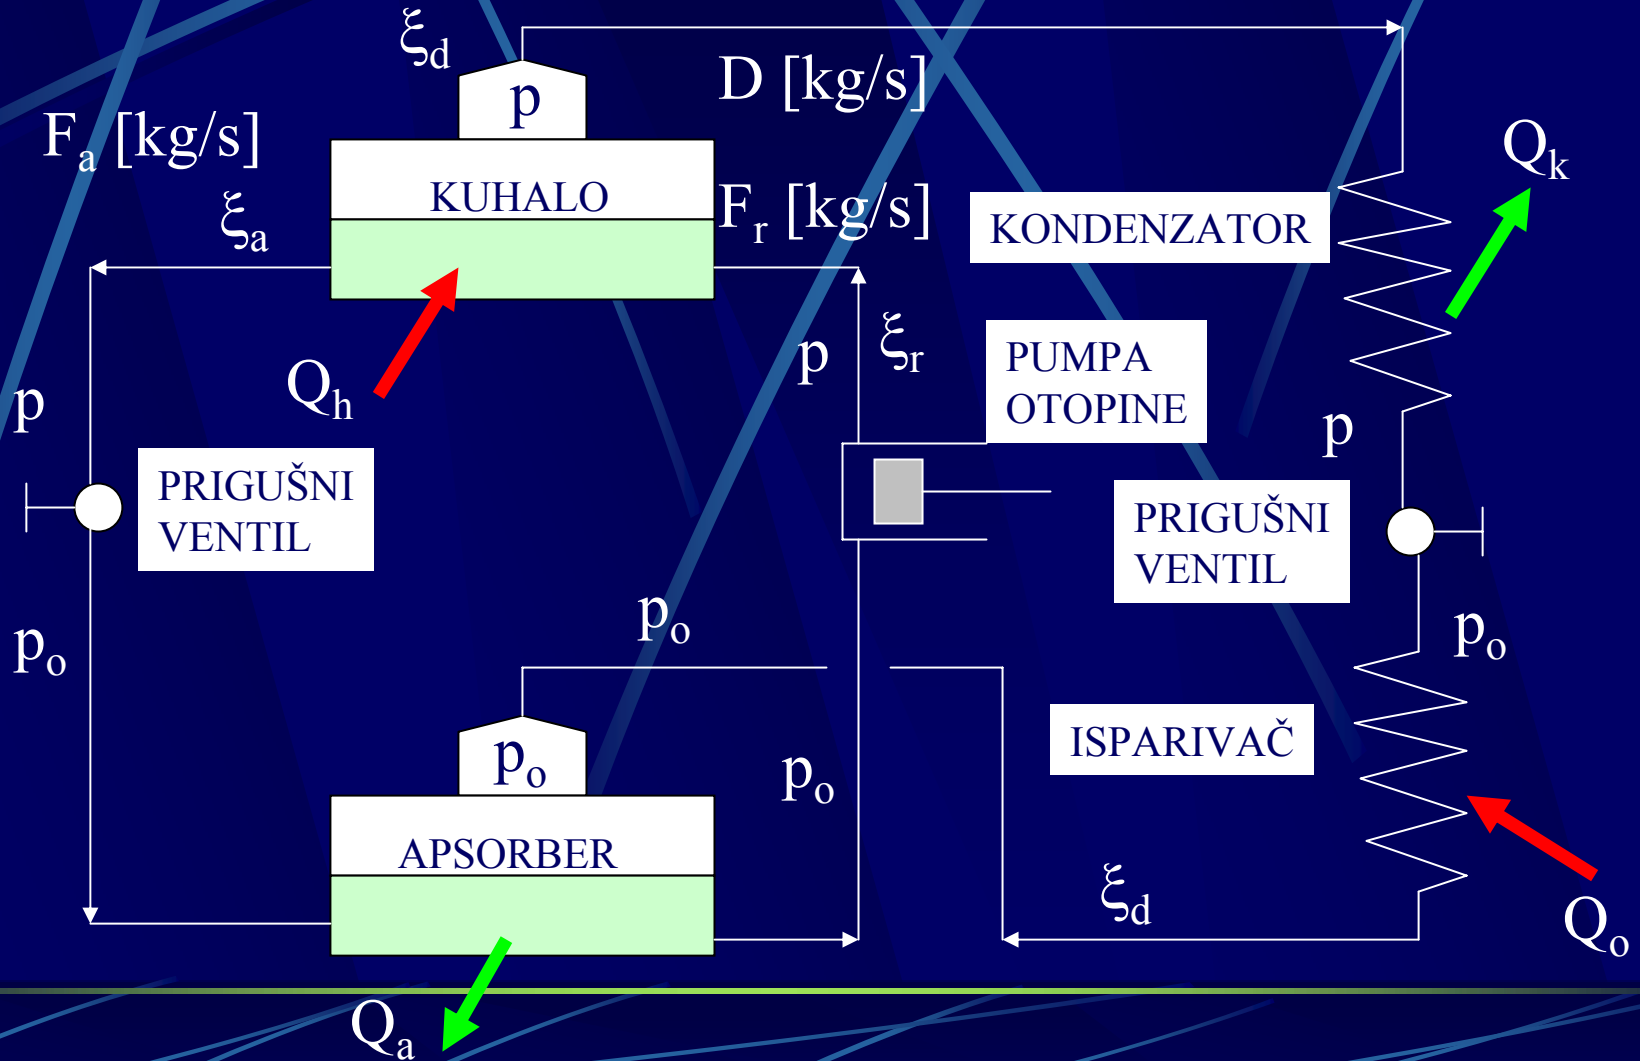 ξd
p
D [kg/s]
Fa [kg/s]
Qk
KUHALO
ξa
Fr [kg/s]
KONDENZATOR
p
ξr
PUMPA
OTOPINE
Qh
p
p
PRIGUŠNI
VENTIL
PRIGUŠNI
VENTIL
po
po
po
po
po
ISPARIVAČ
APSORBER
ξd
Qo
Qa